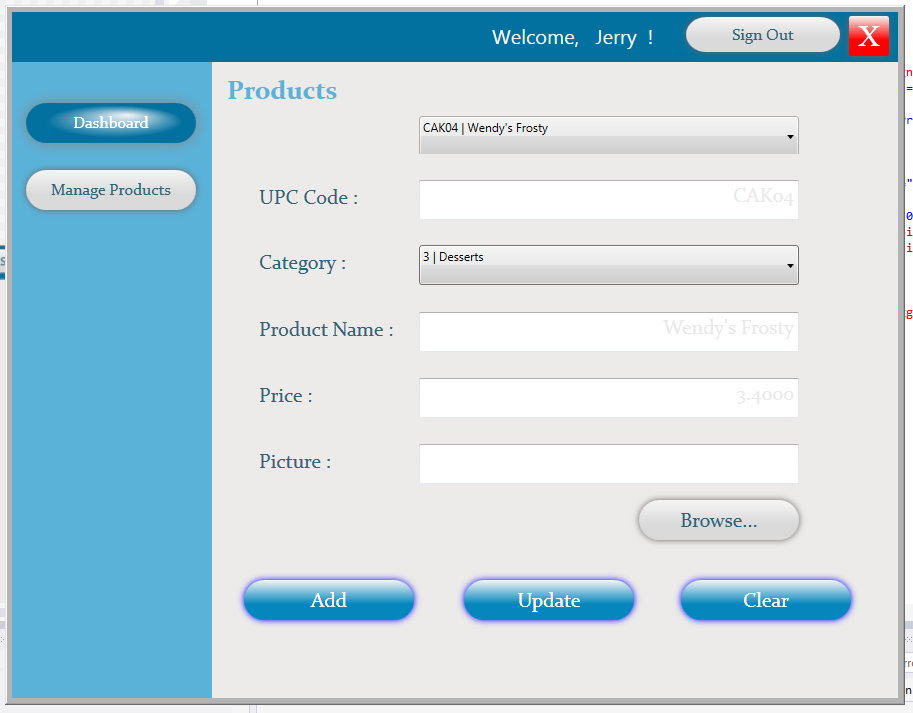 Welcome, Jerry !
Sign Out
X
Dashboard
Manage Products
Products
CAK04 | Wendy's Frosty
UPC Code :
CAK04
Category :
3 | Desserts
Product Name :
Wendy's Frosty
Price :
3.4000
Picture :
Browse...
Add
Update
Clear